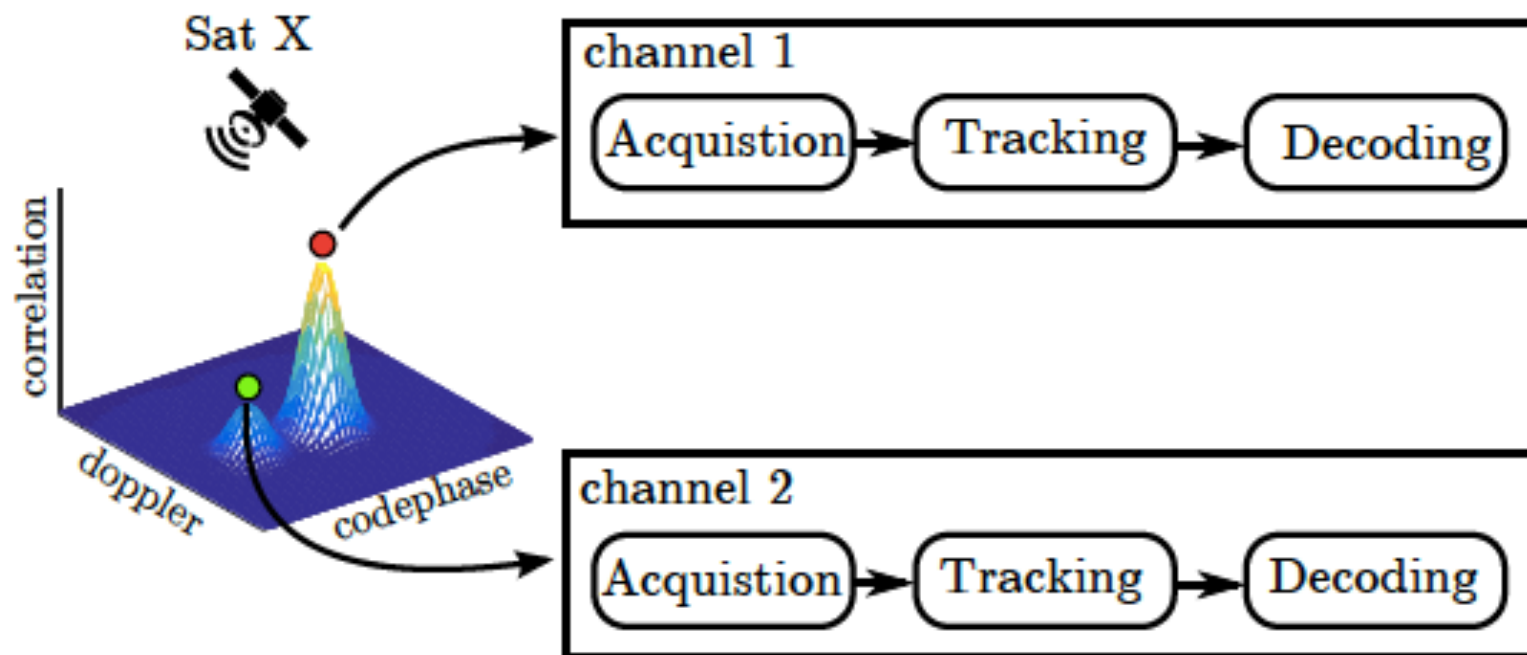 Sat X
channel 1
Acquistion
Tracking
Decoding
correlation
doppler
codephase
channel 2
Acquistion
Tracking
Decoding